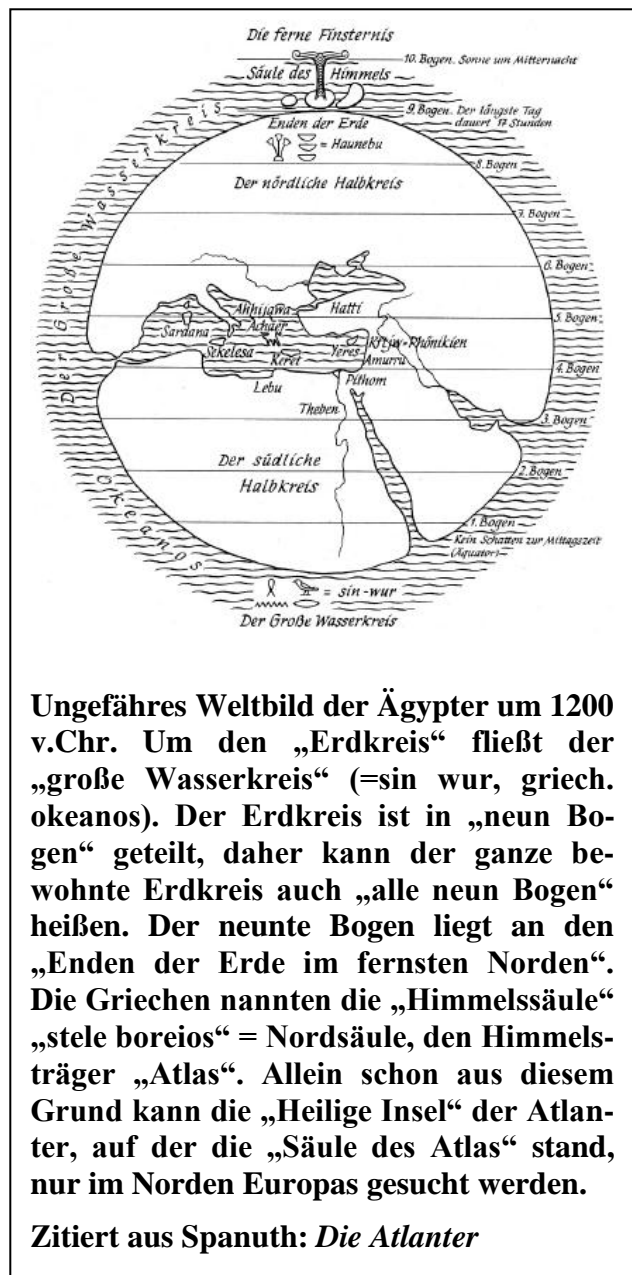 Die ferne Finsternis
10. Bogen. Sonne um Mitternacht
Säule des Himmels
9. Bogen. Der längste Tag
dauert 17 Stunden
Enden der Erde
= Haunebu
8. Bogen
Der nördliche Halbkreis
7. Bogen
6. Bogen
Der Große Wasserkreis
Ahhijawa
Hatti
5. Bogen
Achaer
Sardana
Sekelesa
Keret
Yeres
Kftjw-Phönikien
Amurru
4. Bogen
Lebu
Pithom
Theben
3. Bogen
Der südliche
Halbkreis
2. Bogen
1. Bogen
Kein Schatten zur Mittagszeit
(Äquator)
Okeanos
= sin-wur
Der Große Wasserkreis
Ungefähres Weltbild der Ägypter um 1200
v.Chr. Um den „Erdkreis“ fließt der
„große Wasserkreis“ (=sin wur, griech.
okeanos). Der Erdkreis ist in „neun Bo-
gen“ geteilt, daher kann der ganze be-
wohnte Erdkreis auch „alle neun Bogen“
heißen. Der neunte Bogen liegt an den
„Enden der Erde im fernsten Norden“.
Die Griechen nannten die „Himmelssäule“
„stele boreios“ = Nordsäule, den Himmels-
träger „Atlas“. Allein schon aus diesem
Grund kann die „Heilige Insel“ der Atlan-
ter, auf der die „Säule des Atlas“ stand,
nur im Norden Europas gesucht werden.
Zitiert aus Spanuth: Die Atlanter